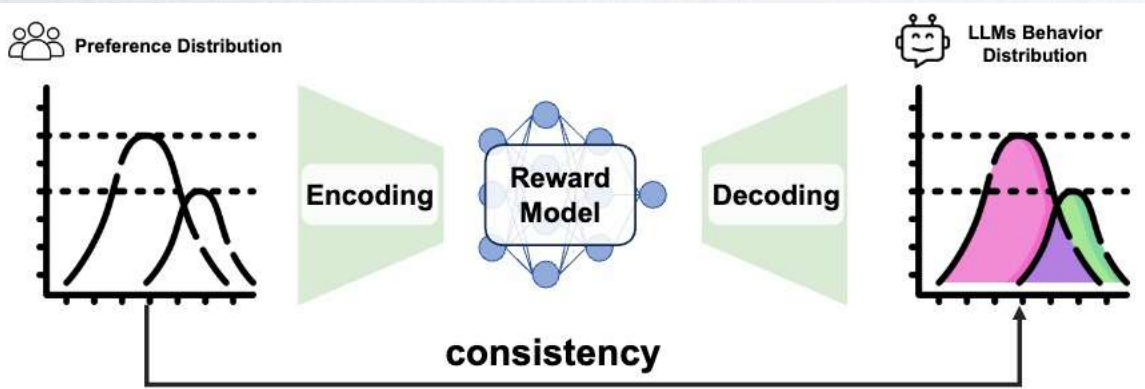 Preference Distribution
LLMs Behavior
Distribution
Encoding
Reward
Model
Decoding
consistency